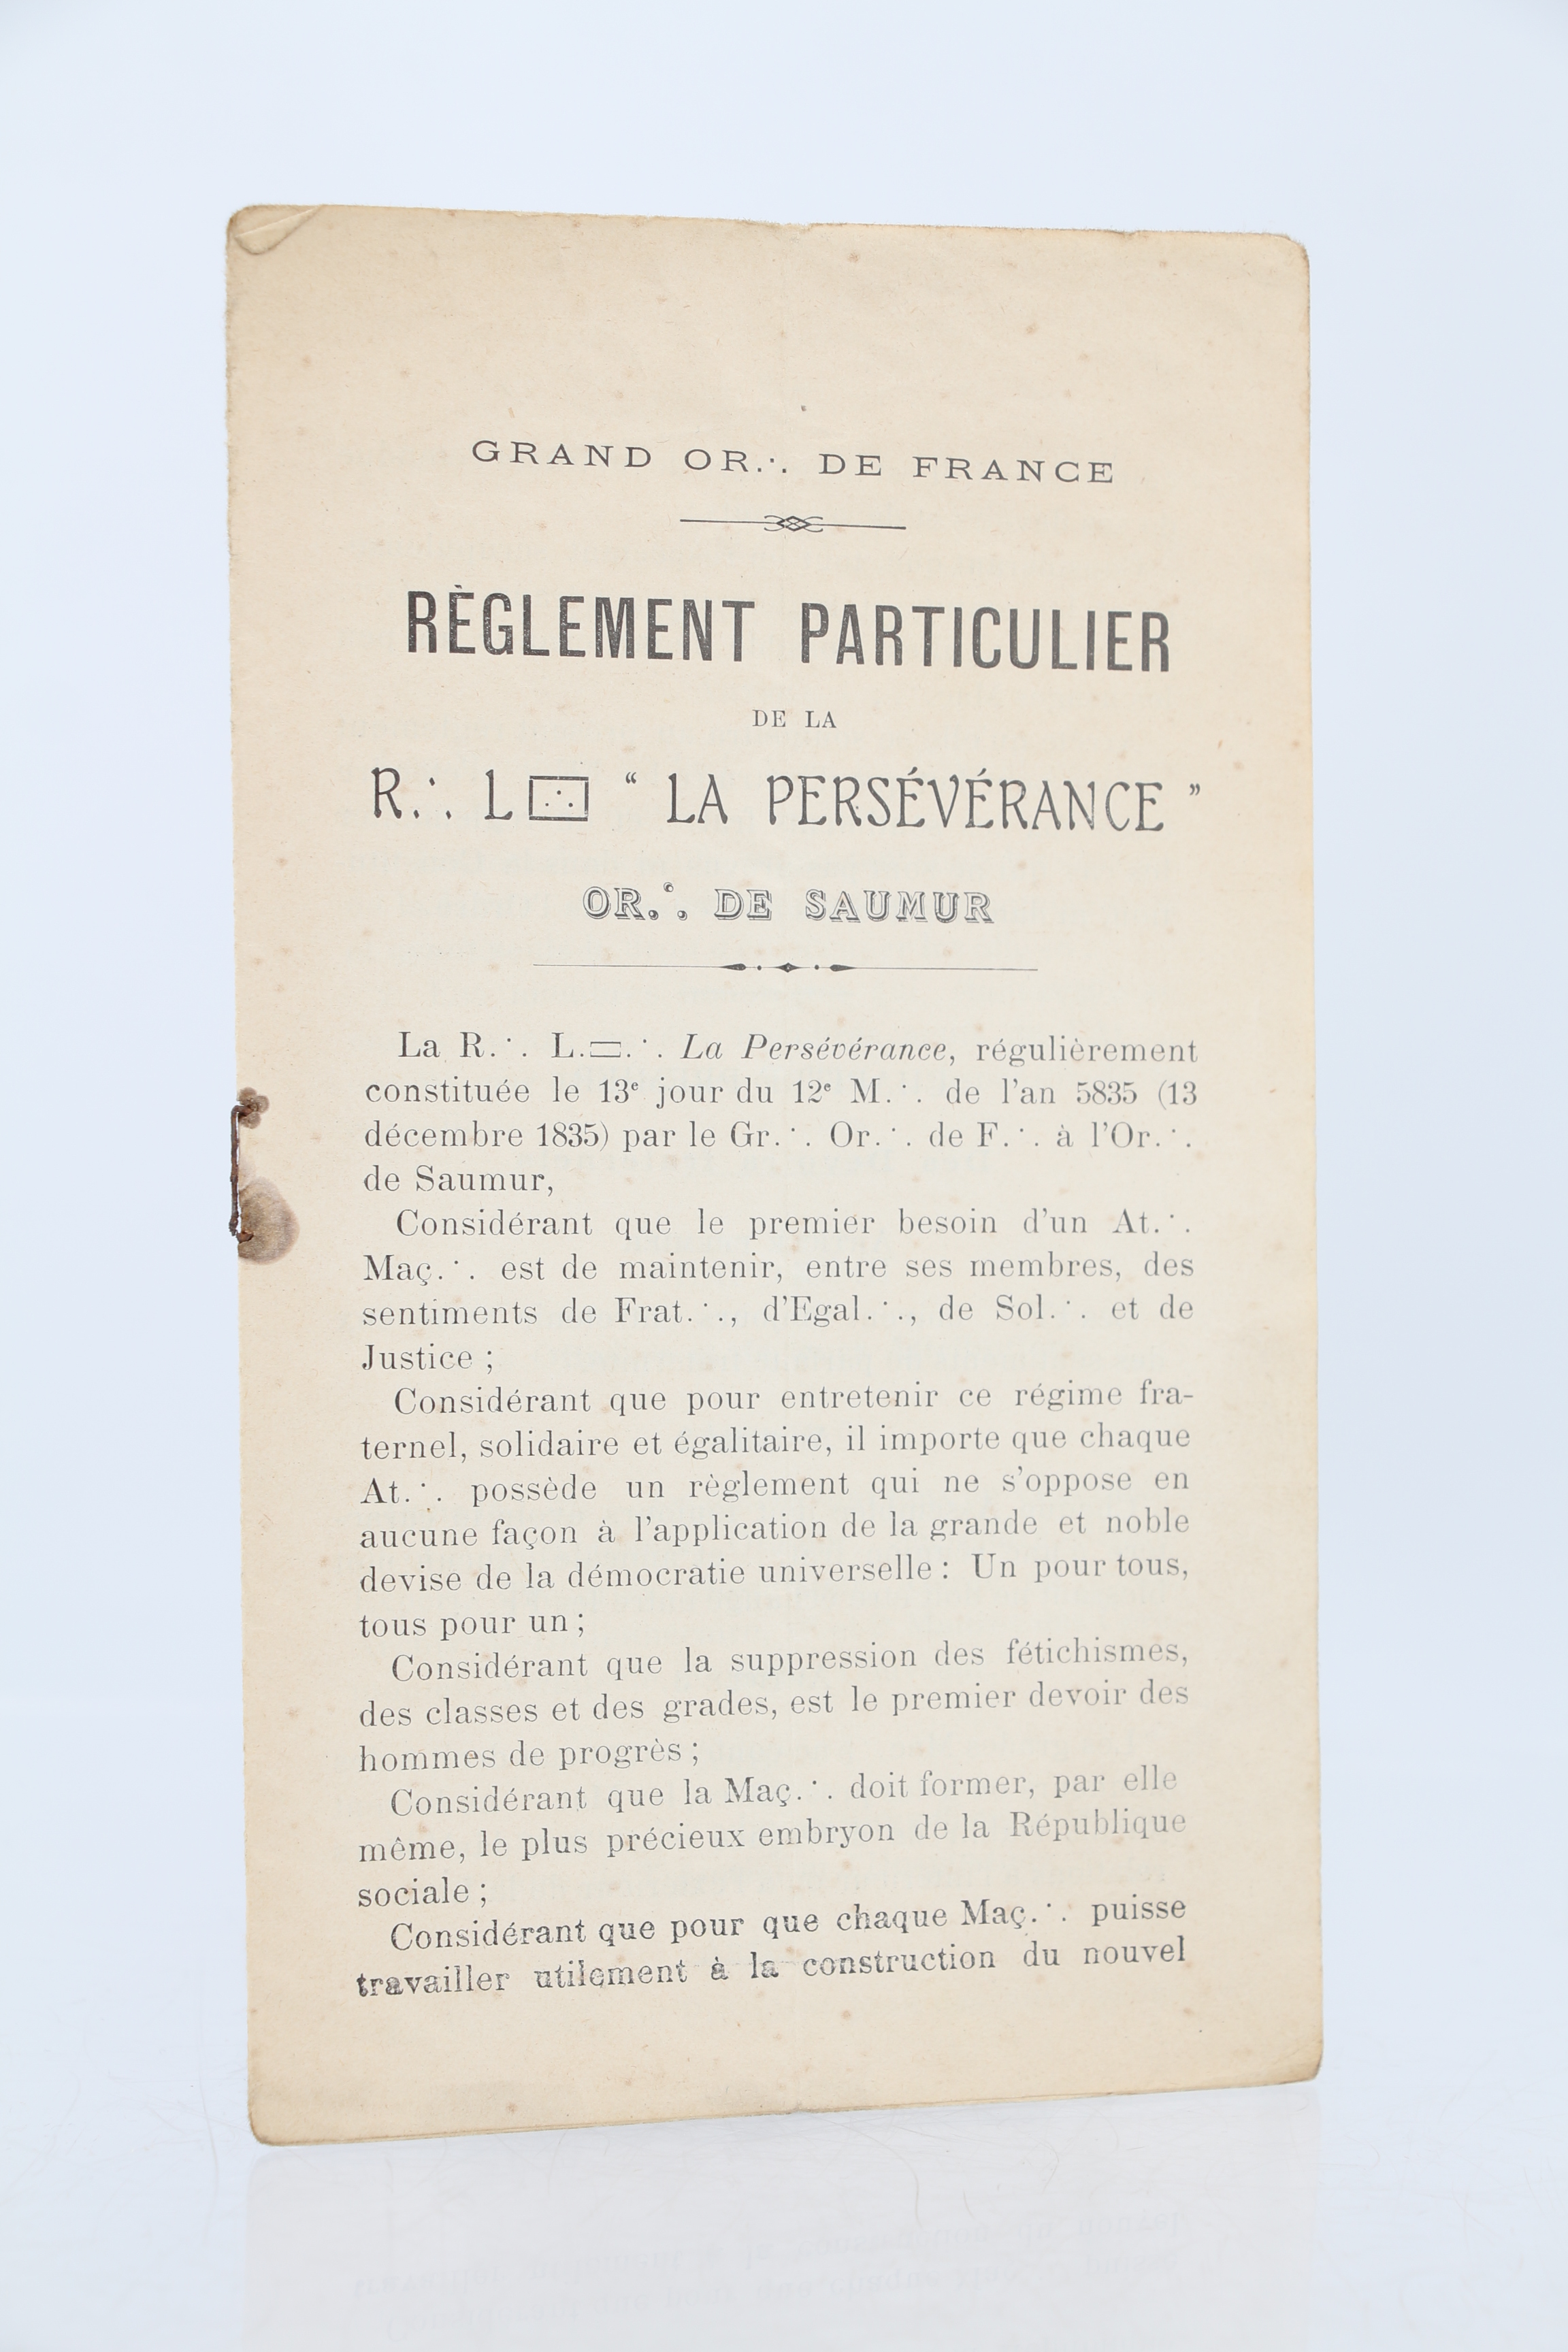 GRAND OR.·. DE FRANCE
RÈGLEMENT PARTICULIER
DE LA
R.·. L [.·.] “ LA PERSÉVÉRANCE ”
OR.·. DE SAUMUR
La R.·. L.▭.·. La Persévérance, régulièrement
constituée le 13e jour du 12e M.·. de l'an 5835 (13
décembre 1835) par le Gr.·. Or.·. de F.·. à l'Or.·.
de Saumur,
Considérant que le premier besoin d'un At.·.
Maç.·. est de maintenir, entre ses membres, des
sentiments de Frat.·., d'Egal.·., de Sol.·. et de
Justice ;
Considérant que pour entretenir ce régime fra-
ternel, solidaire et égalitaire, il importe que chaque
At.·. possède un règlement qui ne s'oppose en
aucune façon à l'application de la grande et noble
devise de la démocratie universelle : Un pour tous,
tous pour un ;
Considérant que la suppression des fétichismes,
des classes et des grades, est le premier devoir des
hommes de progrès ;
Considérant que la Maç.·. doit former, par elle
même, le plus précieux embryon de la République
sociale ;
Considérant que pour que chaque Maç.·. puisse
travailler utilement à la construction du nouvel